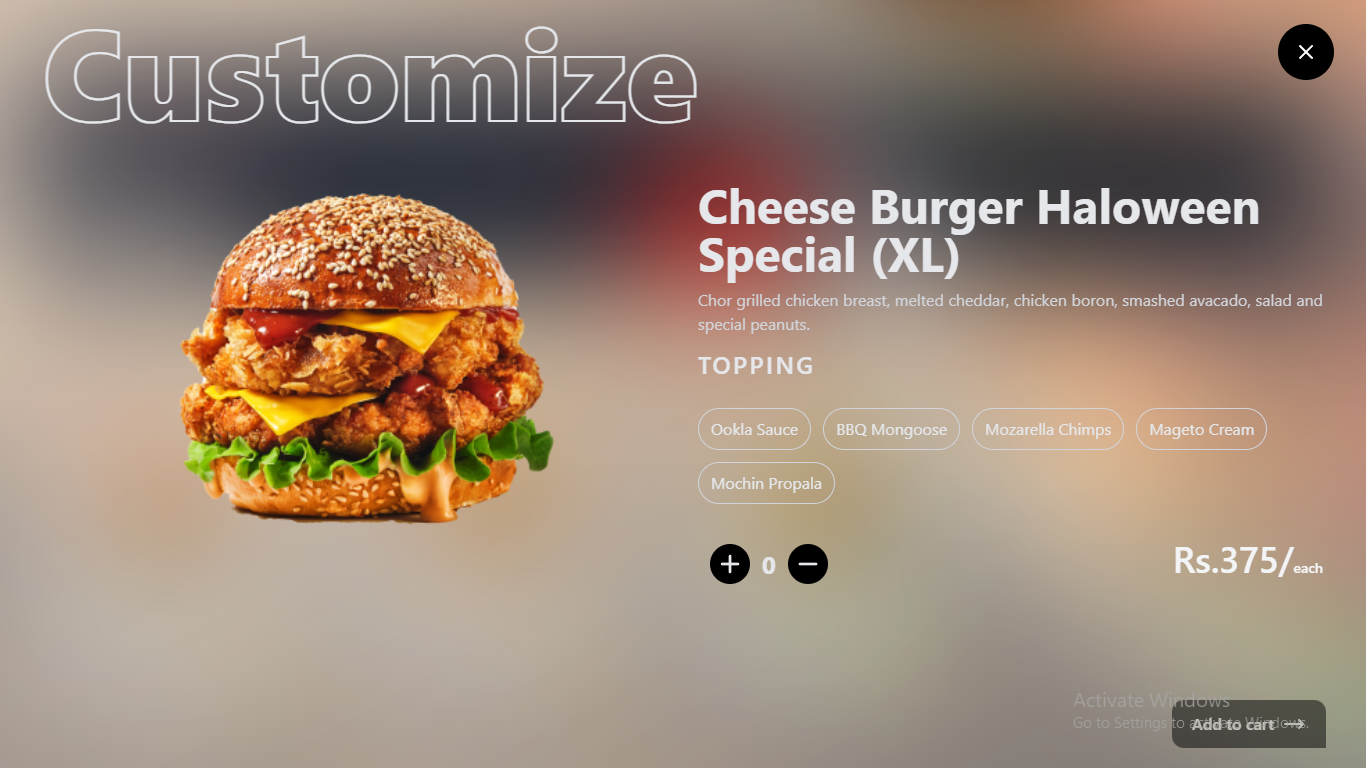 Customize
Cheese Burger Haloween
Special (XL)
Chor grilled chicken breast, melted cheddar, chicken boron, smashed avacado, salad and
special peanuts.
TOPPING
Ookla Sauce
BBQ Mongoose
Mozarella Chimps
Mageto Cream
Mochin Propala
0
Rs.375/each
Activate Windows
Go to Settings to activate Windows.
Add to cart